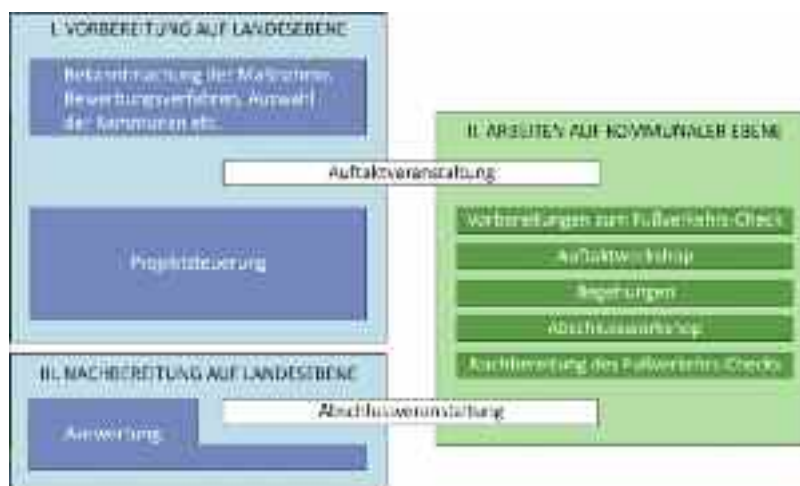 I. VORBEREITUNG AUF LANDESEBENE
Bekanntmachung der Maßnahme,
Bewerbungsverfahren, Auswahl
der Kommunen etc.
II. ARBEITEN AUF KOMMUNALER EBENE
Auftaktveranstaltung
Vorbereitungen zum Fußverkehrs-Check
Auftaktworkshop
Projektsteuerung
Begehungen
Abschlussworkshop
Nachbereitung des Fußverkehrs-Checks
III. NACHBEREITUNG AUF LANDESEBENE
Abschlussveranstaltung
Auswertung